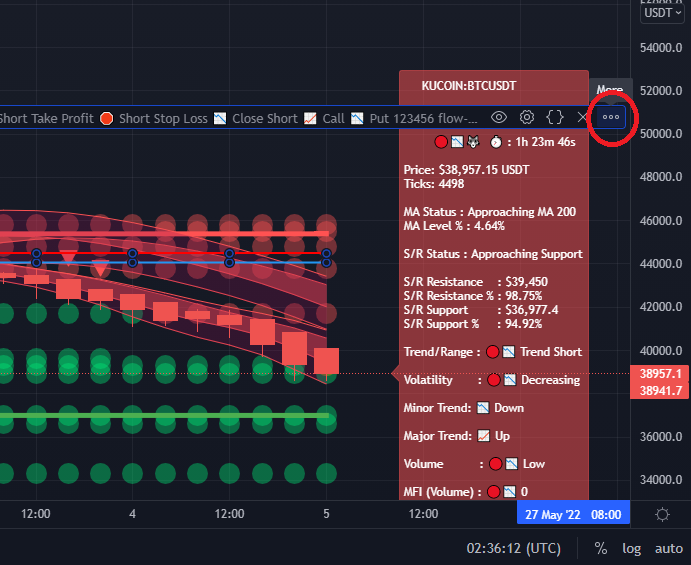 USDT
54000.0
52000.0
KUCOIN:BTCUSDT
More
Short Take Profit Short Stop Loss Close Short Call Put 123456 flow-...
50000.0
: 1h 23m 46s
Price: $38,957.15 USDT
Ticks: 4498
48000.0
MA Status : Approaching MA 200
MA Level % : 4.64%
46000.0
S/R Status : Approaching Support
44000.0
S/R Resistance : $39,450
S/R Resistance % : 98.75%
S/R Support : $36,977.4
S/R Support % : 94.92%
42000.0
Trend/Range : Trend Short
40000.0
Volatility : Decreasing
38957.1
38941.7
Minor Trend: Down
Major Trend: Up
36000.0
Volume : Low
34000.0
MFI (Volume) : 0
12:00 4 12:00 5 12:00 27 May '22 08:00
02:36:12 (UTC) % log auto